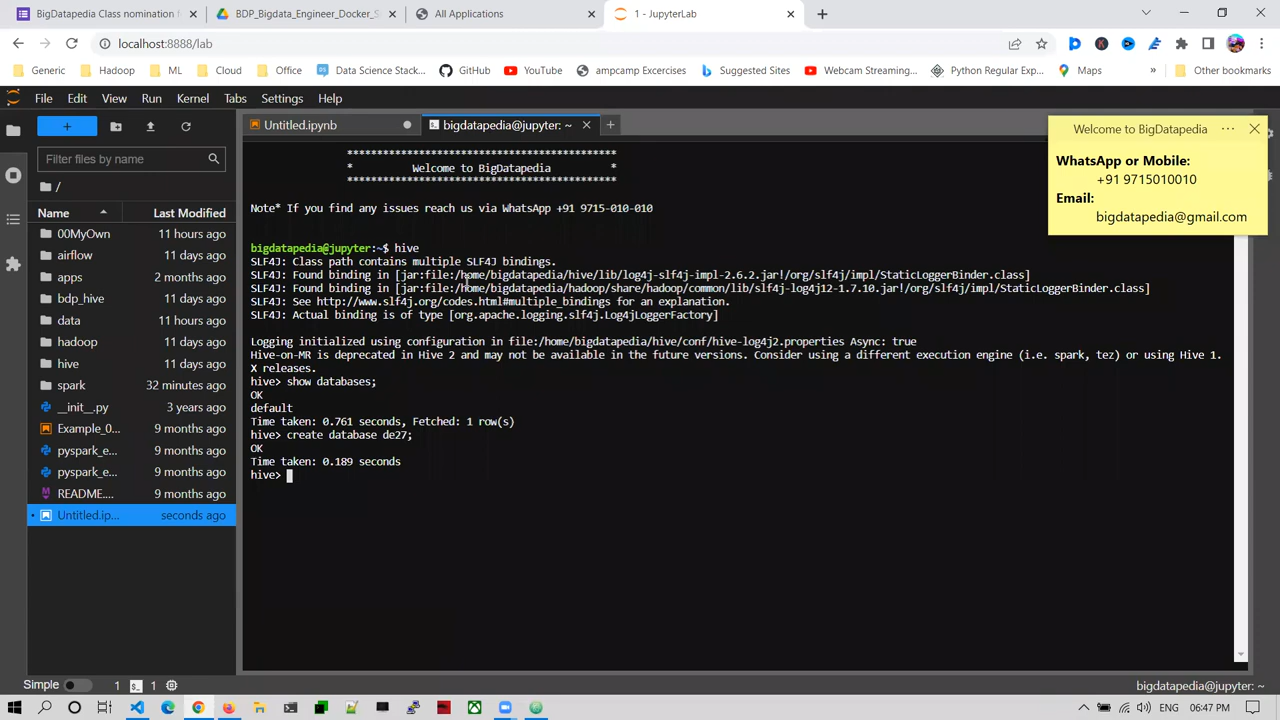 BigDatapedia Class nomination f
BDP_Bigdata_Engineer_Docker_S
All Applications
1 - JupyterLab
localhost:8888/lab
Generic
Hadoop
ML
Cloud
Office
Data Science Stack...
GitHub
YouTube
ampcamp Excercises
Suggested Sites
Webcam Streaming...
Python Regular Exp...
Maps
»
Other bookmarks
File Edit View Run Kernel Tabs Settings Help
Untitled.ipynb
bigdatapedia@jupyter: ~
Filter files by name
/
Name Last Modified
00MyOwn 11 hours ago
airflow 11 days ago
apps 2 months ago
bdp_hive 11 days ago
data 11 hours ago
hadoop 11 days ago
hive 11 days ago
spark 32 minutes ago
__init__.py 3 years ago
Example_0... 9 months ago
pyspark_e... 9 months ago
pyspark_e... 9 months ago
README.... 9 months ago
Untitled.ip... seconds ago
*********************************************
* Welcome to BigDatapedia *
*********************************************
Note* If you find any issues reach us via WhatsApp +91 9715-010-010
bigdatapedia@jupyter:~$ hive
SLF4J: Class path contains multiple SLF4J bindings.
SLF4J: Found binding in [jar:file:/home/bigdatapedia/hive/lib/log4j-slf4j-impl-2.6.2.jar!/org/slf4j/impl/StaticLoggerBinder.class]
SLF4J: Found binding in [jar:file:/home/bigdatapedia/hadoop/share/hadoop/common/lib/slf4j-log4j12-1.7.10.jar!/org/slf4j/impl/StaticLoggerBinder.class]
SLF4J: See http://www.slf4j.org/codes.html#multiple_bindings for an explanation.
SLF4J: Actual binding is of type [org.apache.logging.slf4j.Log4jLoggerFactory]
Logging initialized using configuration in file:/home/bigdatapedia/hive/conf/hive-log4j2.properties Async: true
Hive-on-MR is deprecated in Hive 2 and may not be available in the future versions. Consider using a different execution engine (i.e. spark, tez) or using Hive 1.
X releases.
hive> show databases;
OK
default
Time taken: 0.761 seconds, Fetched: 1 row(s)
hive> create database de27;
OK
Time taken: 0.189 seconds
hive>
Welcome to BigDatapedia
WhatsApp or Mobile:
+91 9715010010
Email:
bigdatapedia@gmail.com
Simple
1
1
bigdatapedia@jupyter: ~
ENG
06:47 PM